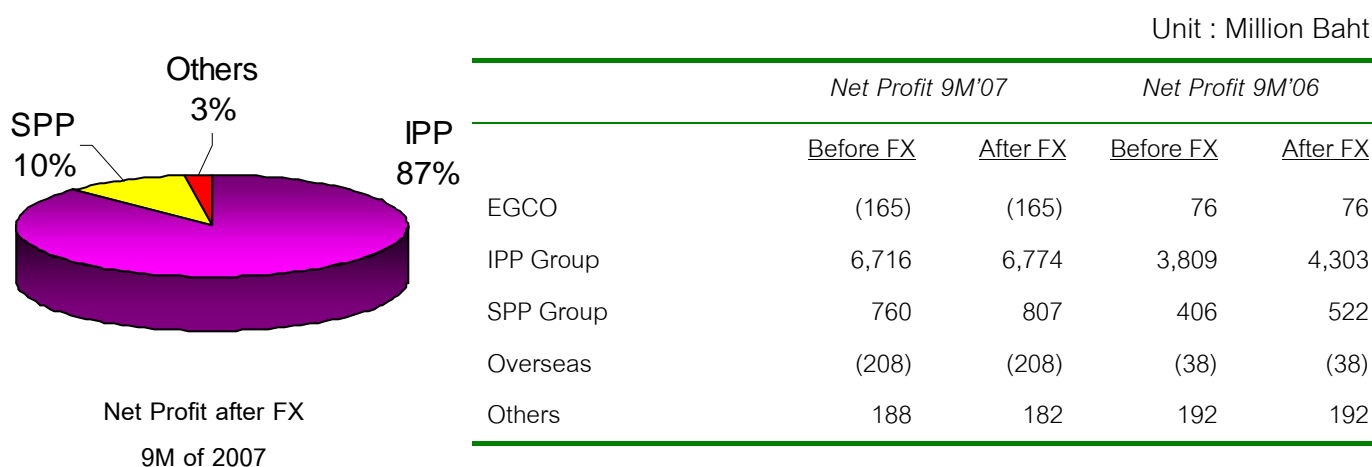 Unit : Million Baht
Others
3%
SPP
10%
IPP
87%
Net Profit after FX
9M of 2007
Net Profit 9M'07 Net Profit 9M'06
Before FX After FX Before FX After FX
EGCO (165) (165) 76 76
IPP Group 6,716 6,774 3,809 4,303
SPP Group 760 807 406 522
Overseas (208) (208) (38) (38)
Others 188 182 192 192